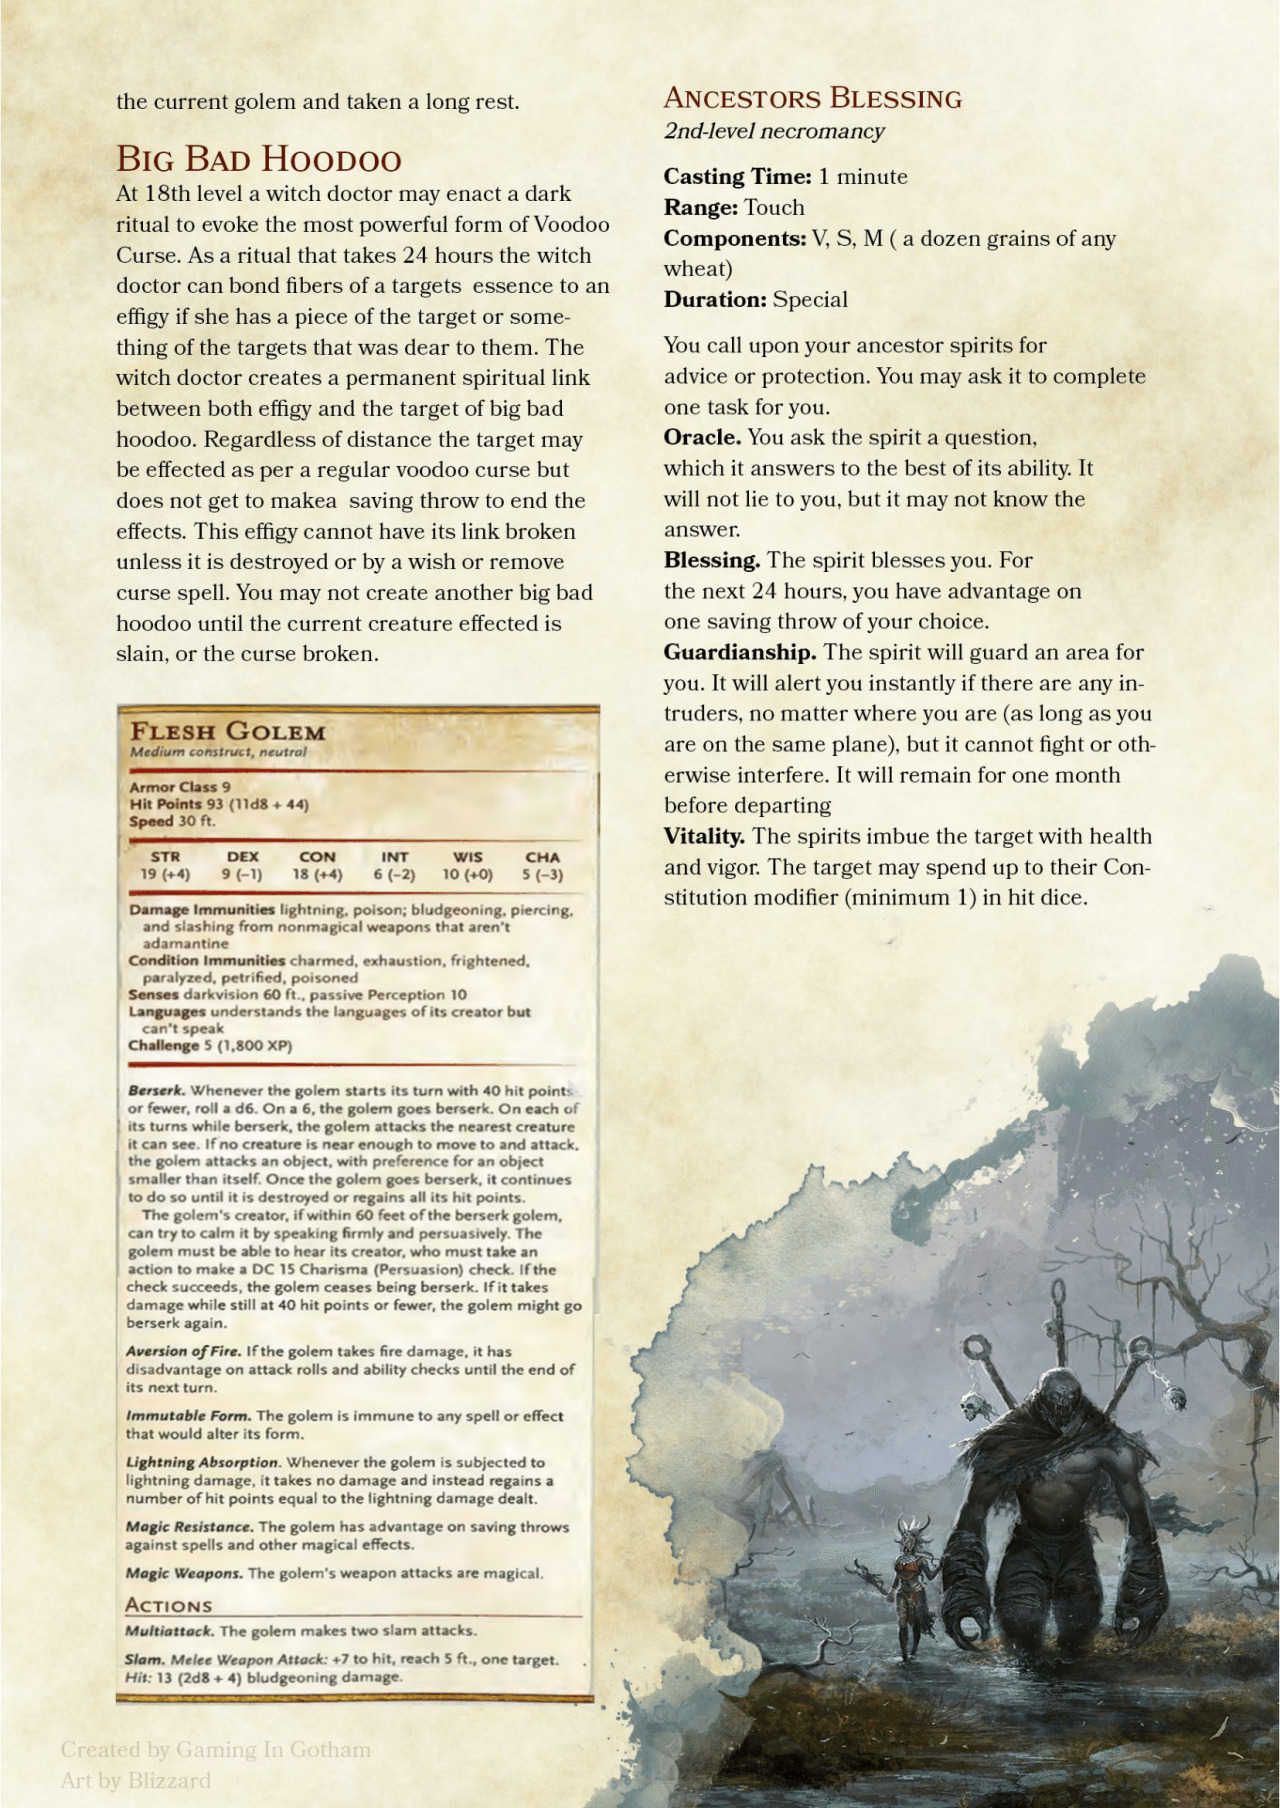 the current golem and taken a long rest.
BIG BAD HOODOO
At 18th level a witch doctor may enact a dark
ritual to evoke the most powerful form of Voodoo
Curse. As a ritual that takes 24 hours the witch
doctor can bond fibers of a targets  essence to an
effigy if she has a piece of the target or some-
thing of the targets that was dear to them. The
witch doctor creates a permanent spiritual link
between both effigy and the target of big bad
hoodoo. Regardless of distance the target may
be effected as per a regular voodoo curse but
does not get to makea  saving throw to end the
effects. This effigy cannot have its link broken
unless it is destroyed or by a wish or remove
curse spell. You may not create another big bad
hoodoo until the current creature effected is
slain, or the curse broken.
FLESH GOLEM
Medium construct, neutral
Armor Class 9
Hit Points 93 (11d8 + 44)
Speed 30 ft.
STR DEX CON INT WIS CHA
19 (+4) 9 (−1) 18 (+4) 6 (−2) 10 (+0) 5 (−3)
Damage Immunities lightning, poison; bludgeoning, piercing,
and slashing from nonmagical weapons that aren't
adamantine
Condition Immunities charmed, exhaustion, frightened,
paralyzed, petrified, poisoned
Senses darkvision 60 ft., passive Perception 10
Languages understands the languages of its creator but
can't speak
Challenge 5 (1,800 XP)
Berserk. Whenever the golem starts its turn with 40 hit points
or fewer, roll a d6. On a 6, the golem goes berserk. On each of
its turns while berserk, the golem attacks the nearest creature
it can see. If no creature is near enough to move to and attack,
the golem attacks an object, with preference for an object
smaller than itself. Once the golem goes berserk, it continues
to do so until it is destroyed or regains all its hit points.
The golem's creator, if within 60 feet of the berserk golem,
can try to calm it by speaking firmly and persuasively. The
golem must be able to hear its creator, who must take an
action to make a DC 15 Charisma (Persuasion) check. If the
check succeeds, the golem ceases being berserk. If it takes
damage while still at 40 hit points or fewer, the golem might go
berserk again.
Aversion of Fire. If the golem takes fire damage, it has
disadvantage on attack rolls and ability checks until the end of
its next turn.
Immutable Form. The golem is immune to any spell or effect
that would alter its form.
Lightning Absorption. Whenever the golem is subjected to
lightning damage, it takes no damage and instead regains a
number of hit points equal to the lightning damage dealt.
Magic Resistance. The golem has advantage on saving throws
against spells and other magical effects.
Magic Weapons. The golem's weapon attacks are magical.
ACTIONS
Multiattack. The golem makes two slam attacks.
Slam. Melee Weapon Attack: +7 to hit, reach 5 ft., one target.
Hit: 13 (2d8 + 4) bludgeoning damage.
ANCESTORS BLESSING
2nd-level necromancy
Casting Time: 1 minute
Range: Touch
Components: V, S, M ( a dozen grains of any
wheat)
Duration: Special
You call upon your ancestor spirits for
advice or protection. You may ask it to complete
one task for you.
Oracle. You ask the spirit a question,
which it answers to the best of its ability. It
will not lie to you, but it may not know the
answer.
Blessing. The spirit blesses you. For
the next 24 hours, you have advantage on
one saving throw of your choice.
Guardianship. The spirit will guard an area for
you. It will alert you instantly if there are any in-
truders, no matter where you are (as long as you
are on the same plane), but it cannot fight or oth-
erwise interfere. It will remain for one month
before departing
Vitality. The spirits imbue the target with health
and vigor. The target may spend up to their Con-
stitution modifier (minimum 1) in hit dice.
Created by Gaming In Gotham
Art by Blizzard